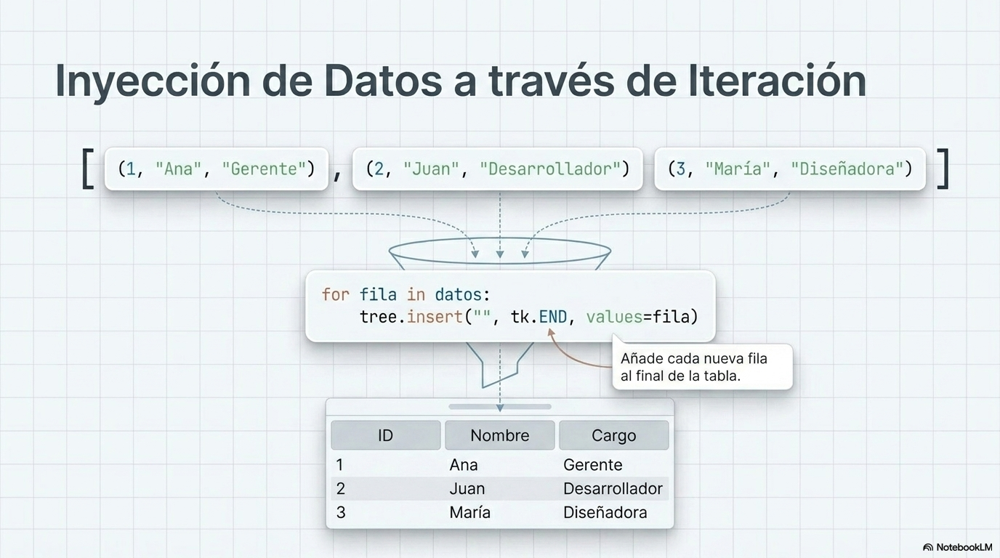 Inyección de Datos a través de Iteración
[ (1, "Ana", "Gerente") , (2, "Juan", "Desarrollador") (3, "María", "Diseñadora") ]
for fila in datos:
    tree.insert("", tk.END, values=fila)
Añade cada nueva fila
al final de la tabla.
ID Nombre Cargo
1 Ana Gerente
2 Juan Desarrollador
3 María Diseñadora
NotebookLM